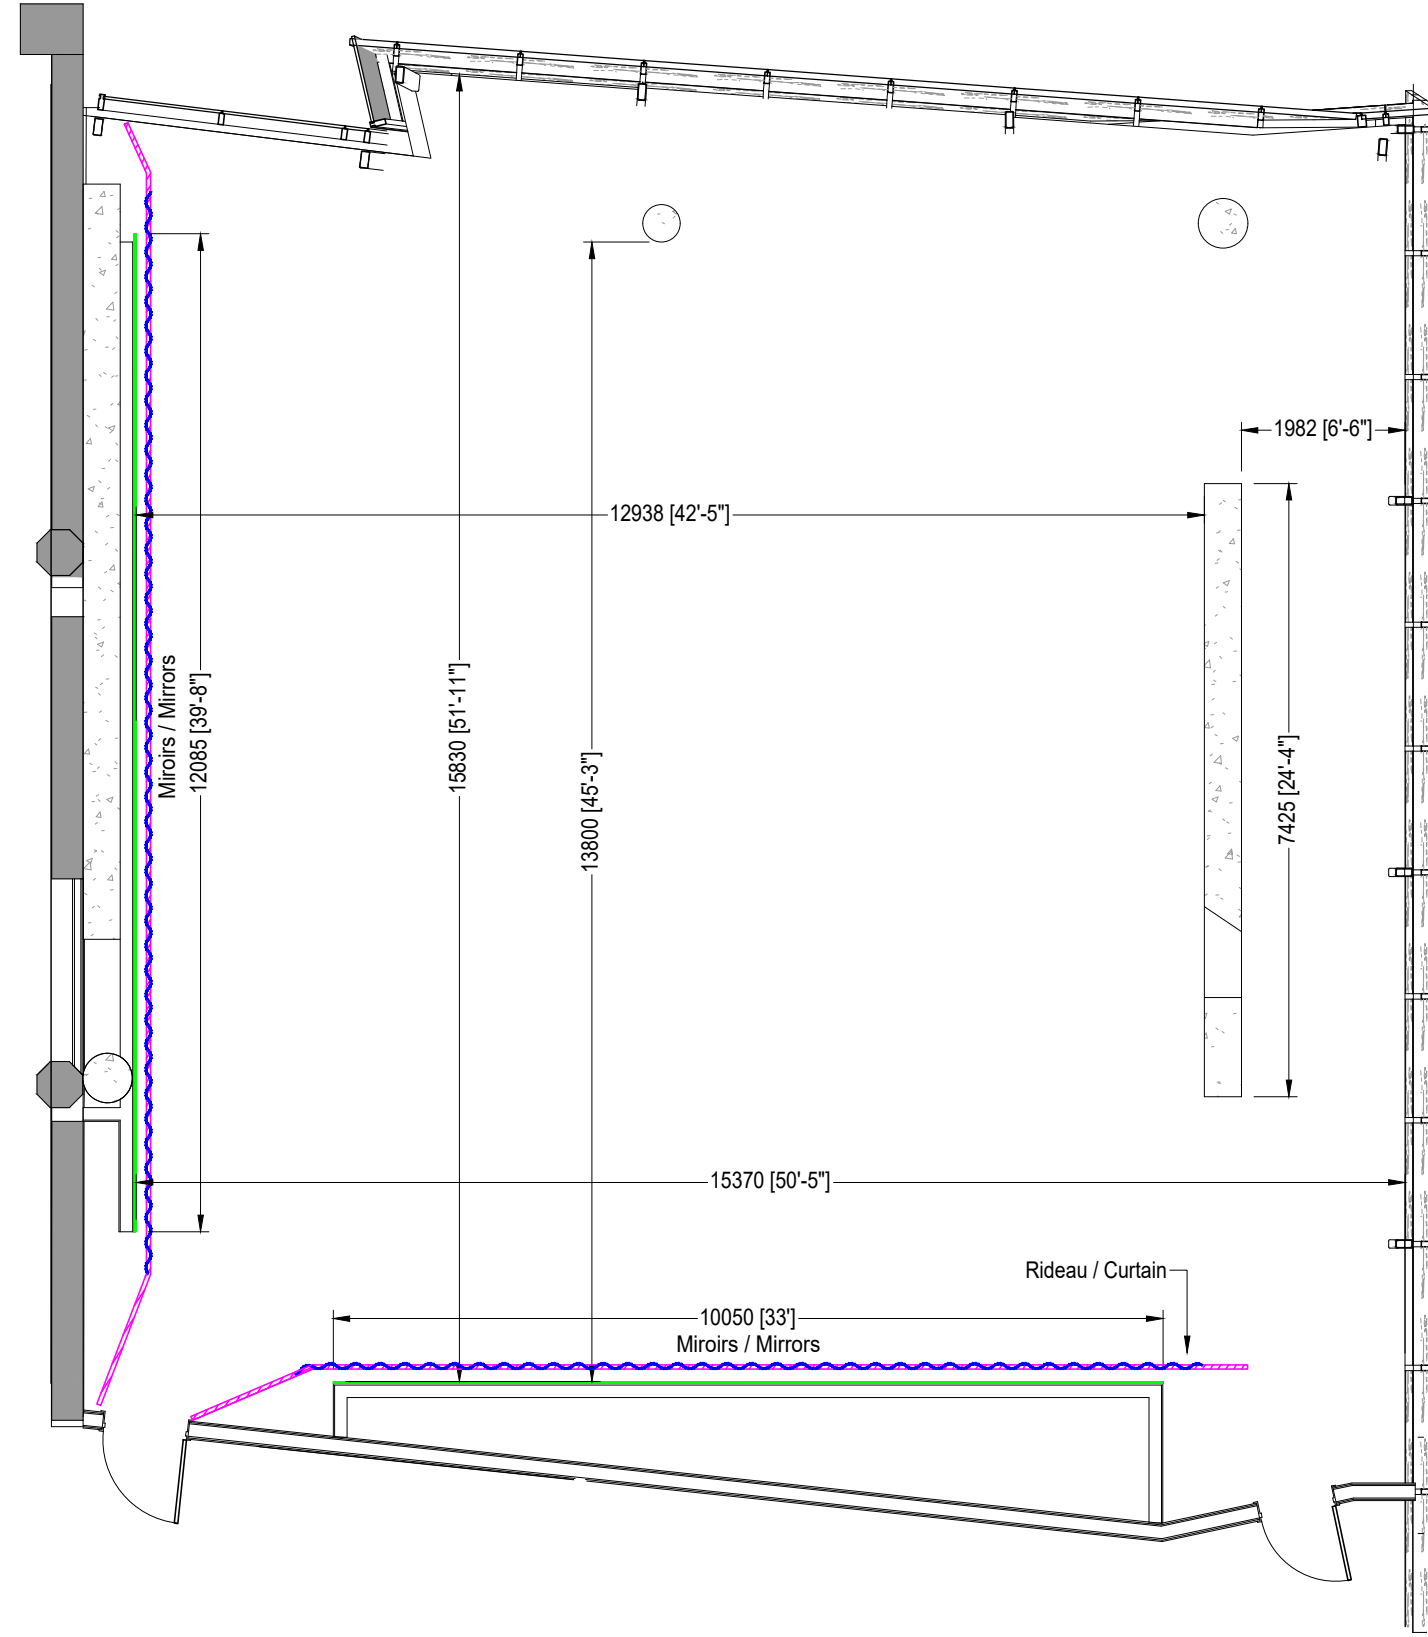 1982 [6'-6"]
12938 [42'-5"]
Miroirs / Mirrors
12085 [39'-8"]
15830 [51'-11"]
13800 [45'-3"]
7425 [24'-4"]
15370 [50'-5"]
Rideau / Curtain
10050 [33']
Miroirs / Mirrors